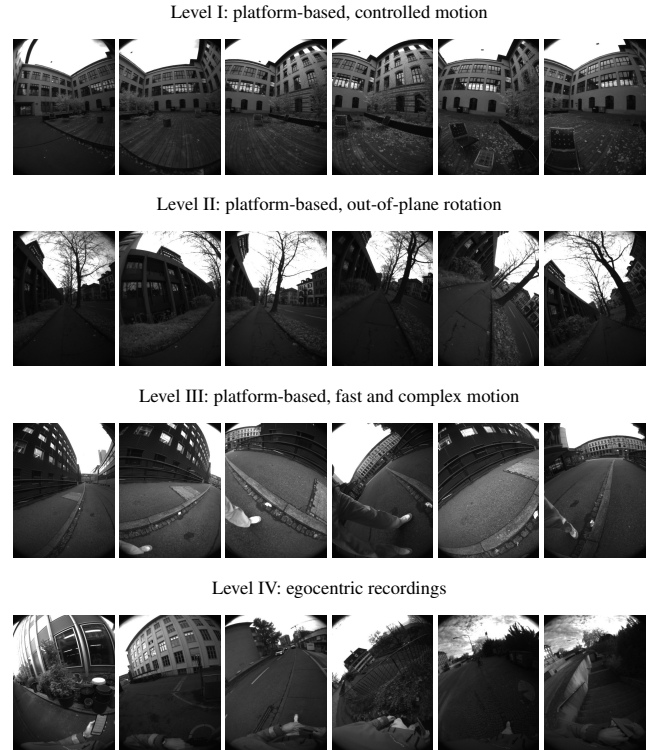 Level I: platform-based, controlled motion
Level II: platform-based, out-of-plane rotation
Level III: platform-based, fast and complex motion
Level IV: egocentric recordings